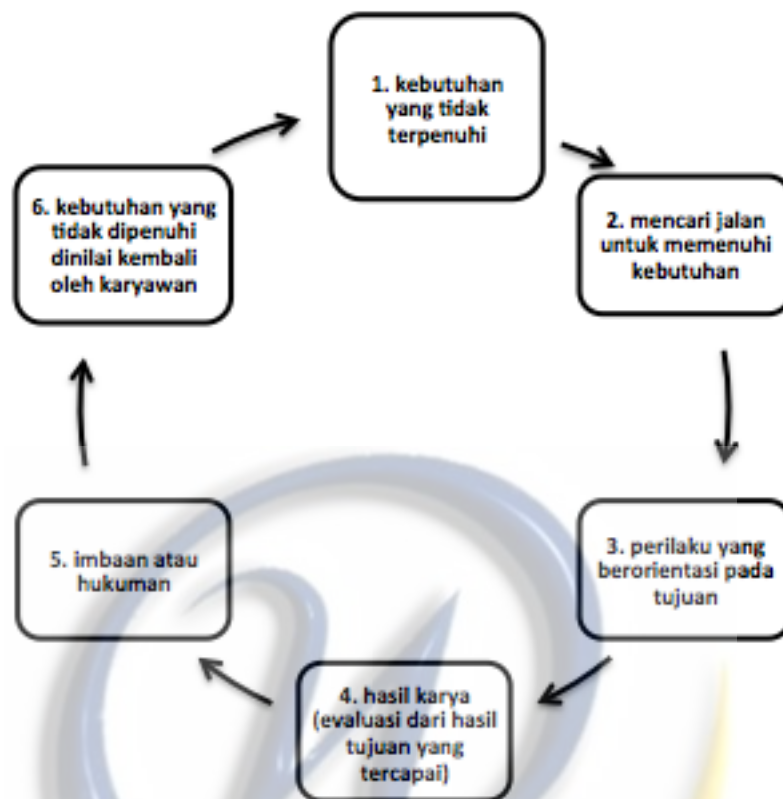 1. kebutuhan
yang tidak
terpenuhi
2. mencari jalan
untuk memenuhi
kebutuhan
3. perilaku yang
berorientasi pada
tujuan
4. hasil karya
(evaluasi dari hasil
tujuan yang
tercapai)
5. imbaan atau
hukuman
6. kebutuhan yang
tidak dipenuhi
dinilai kembali
oleh karyawan